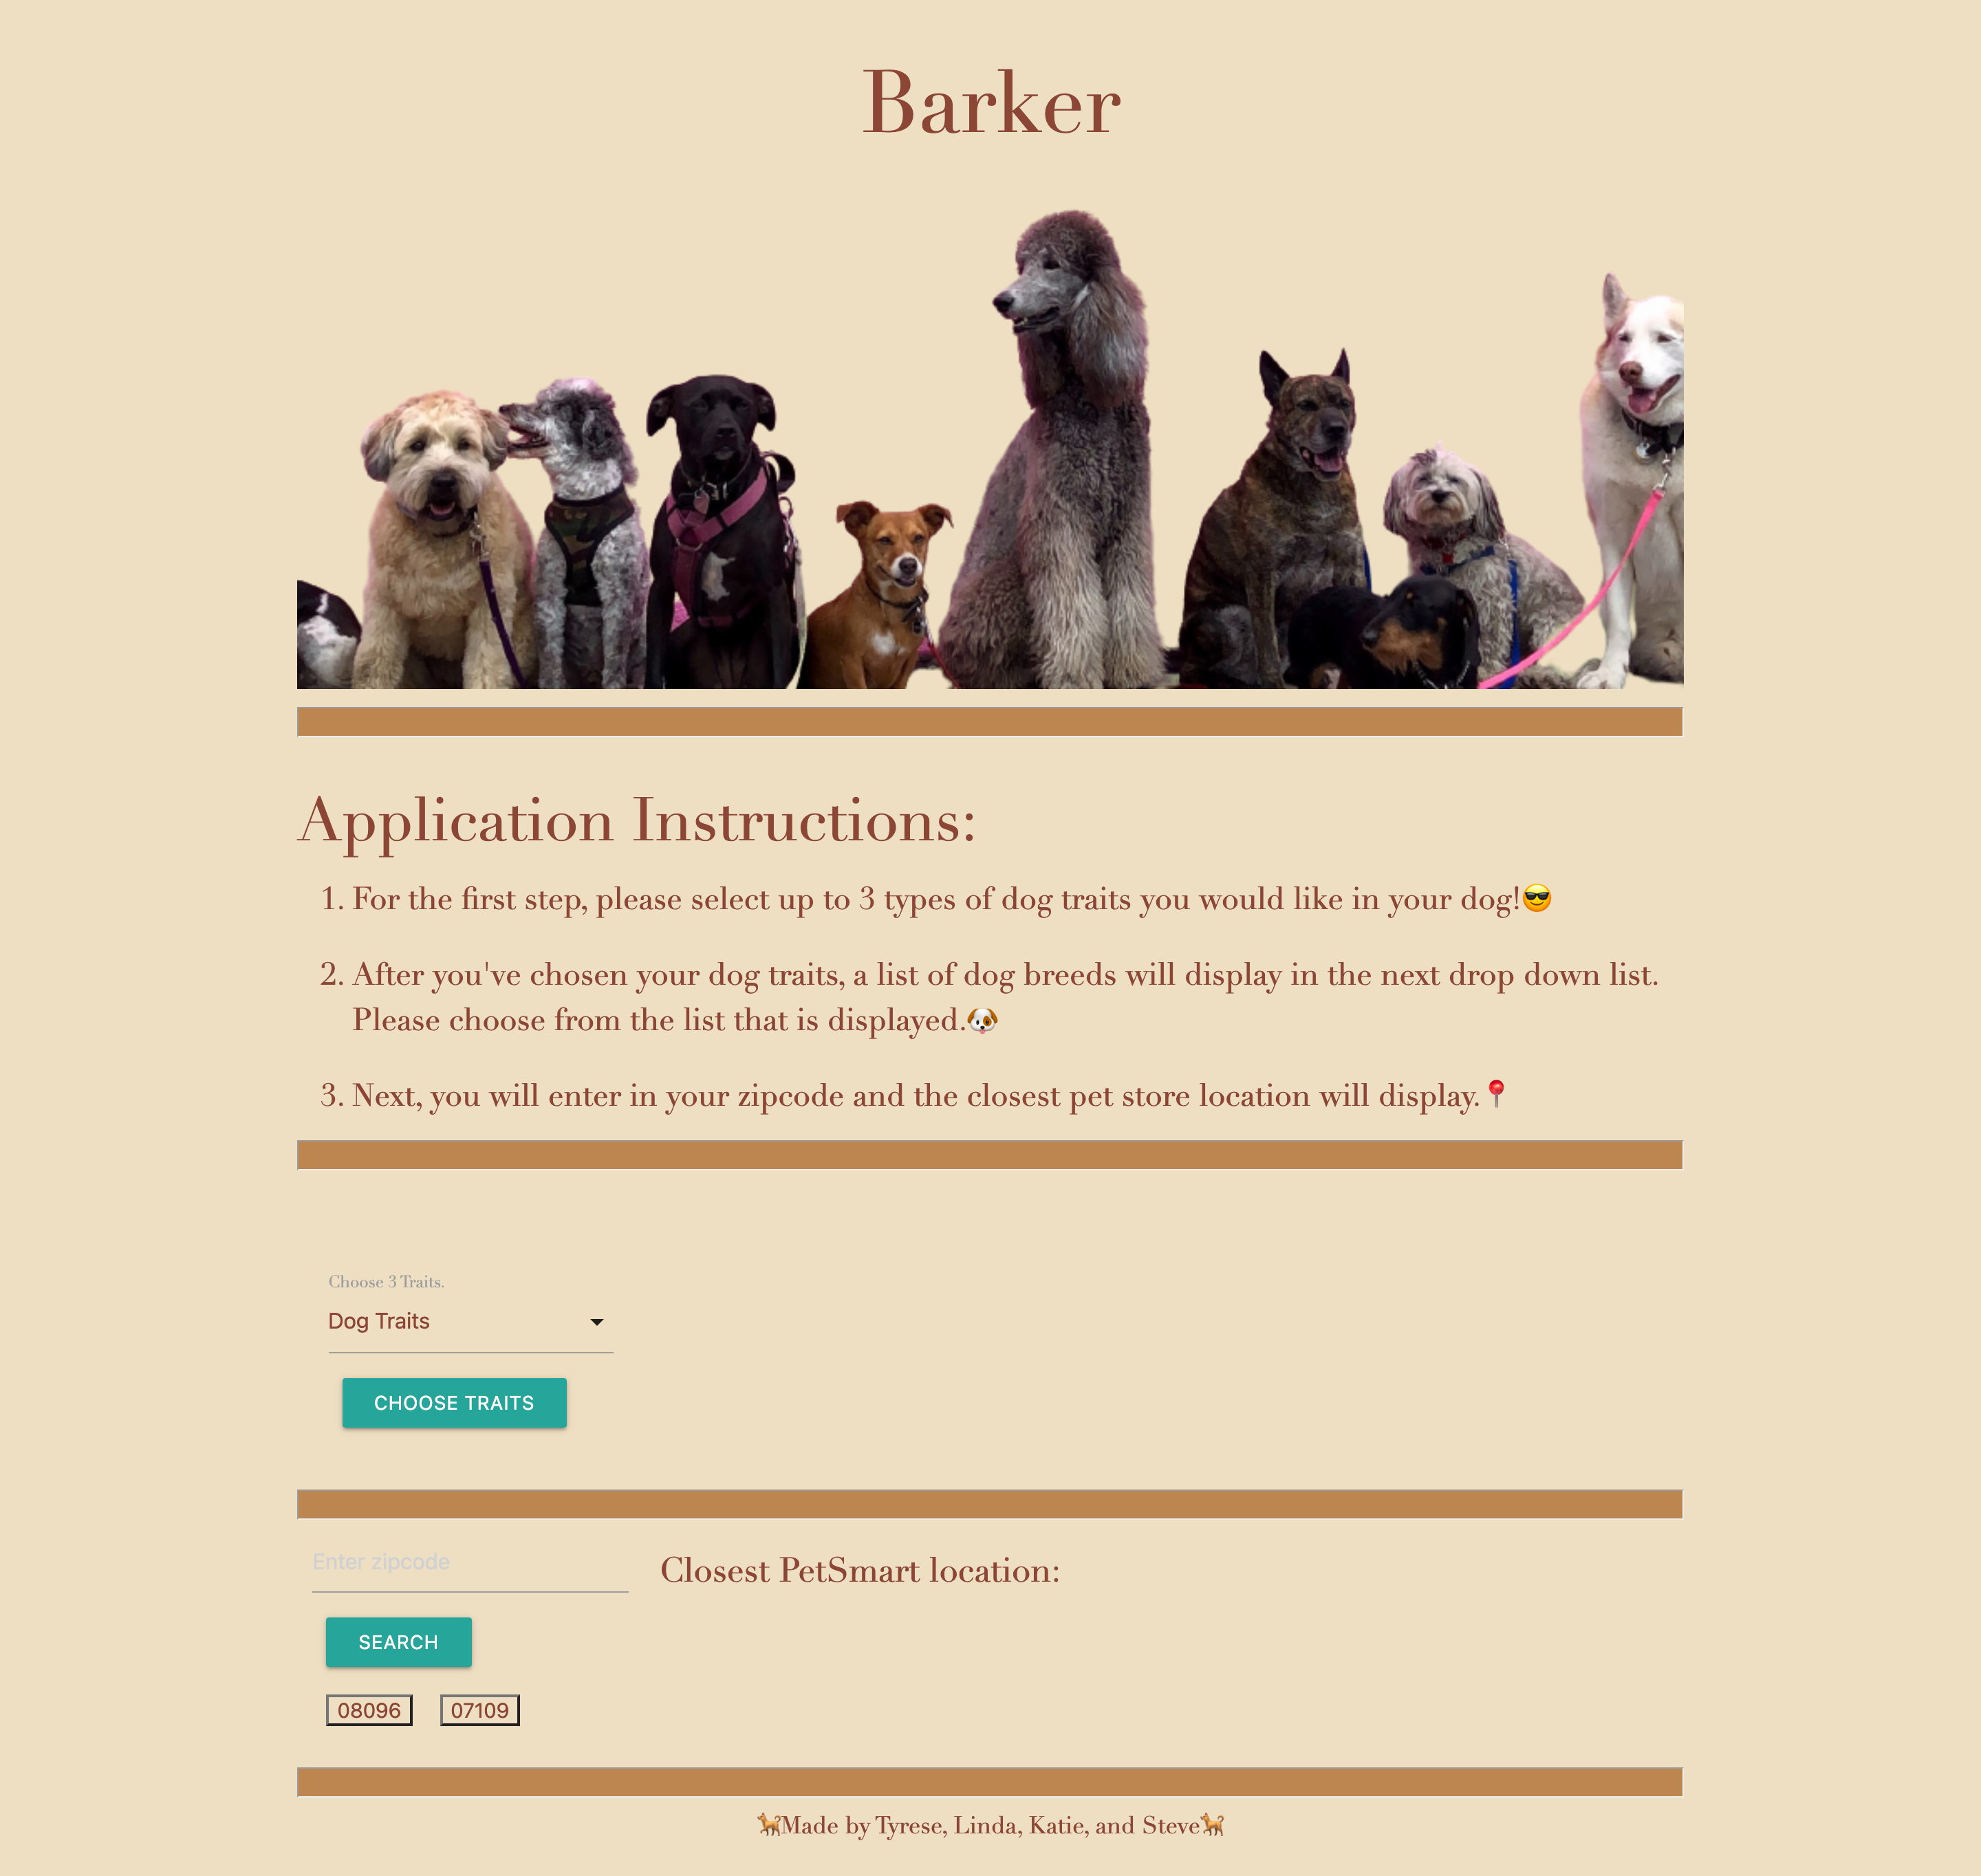 Barker
Application Instructions:
1. For the first step, please select up to 3 types of dog traits you would like in your dog!😎
2. After you've chosen your dog traits, a list of dog breeds will display in the next drop down list.
Please choose from the list that is displayed.🐶
3. Next, you will enter in your zipcode and the closest pet store location will display.📍
Choose 3 Traits.
Dog Traits
CHOOSE TRAITS
Enter zipcode
Closest PetSmart location:
SEARCH
08096 07109
🐕Made by Tyrese, Linda, Katie, and Steve🐕